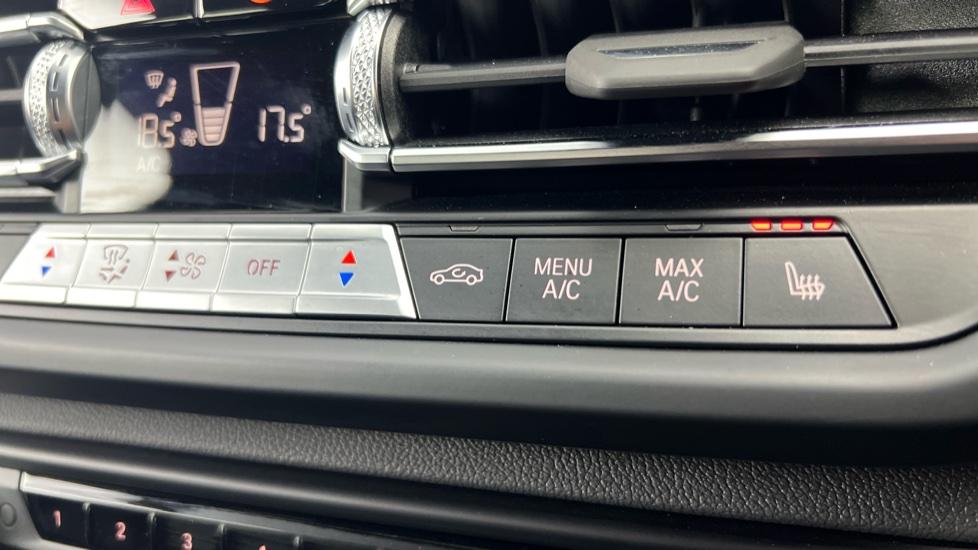 18.5° 17.5°
A/C
OFF
MENU
A/C
MAX
A/C
1 2 3